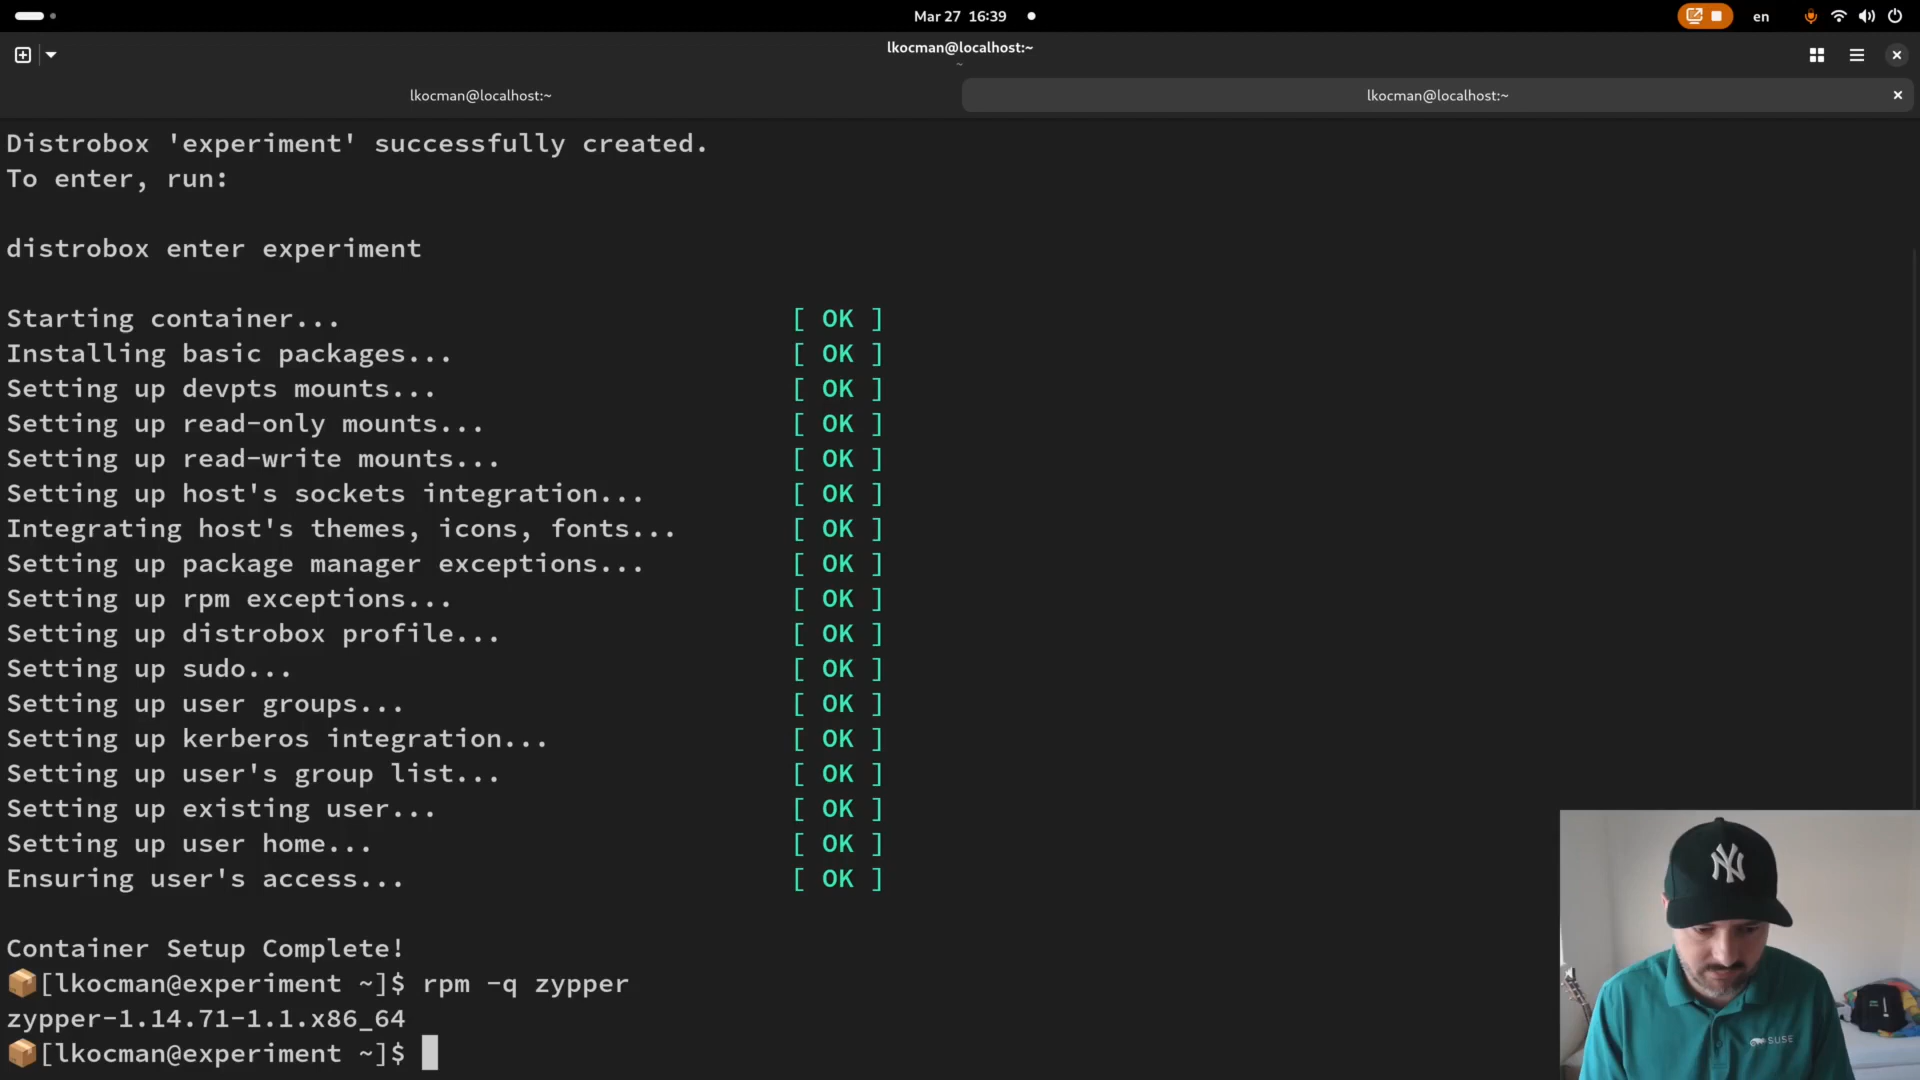 Mar 27 16:39
en
lkocman@localhost:~
~
lkocman@localhost:~
lkocman@localhost:~
Distrobox 'experiment' successfully created.
To enter, run:
distrobox enter experiment
Starting container... [ OK ]
Installing basic packages... [ OK ]
Setting up devpts mounts... [ OK ]
Setting up read-only mounts... [ OK ]
Setting up read-write mounts... [ OK ]
Setting up host's sockets integration... [ OK ]
Integrating host's themes, icons, fonts... [ OK ]
Setting up package manager exceptions... [ OK ]
Setting up rpm exceptions... [ OK ]
Setting up distrobox profile... [ OK ]
Setting up sudo... [ OK ]
Setting up user groups... [ OK ]
Setting up kerberos integration... [ OK ]
Setting up user's group list... [ OK ]
Setting up existing user... [ OK ]
Setting up user home... [ OK ]
Ensuring user's access... [ OK ]
Container Setup Complete!
📦[lkocman@experiment ~]$ rpm -q zypper
zypper-1.14.71-1.1.x86_64
📦[lkocman@experiment ~]$
NY
SUSE